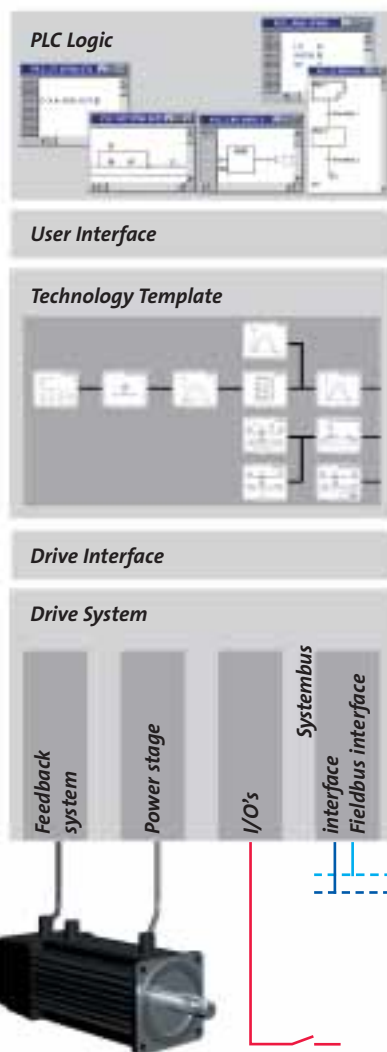 PLC Logic
User Interface
Technology Template
Drive Interface
Drive System
Feedback
system
Power stage
I/O's
Systembus
interface
Fieldbus interface